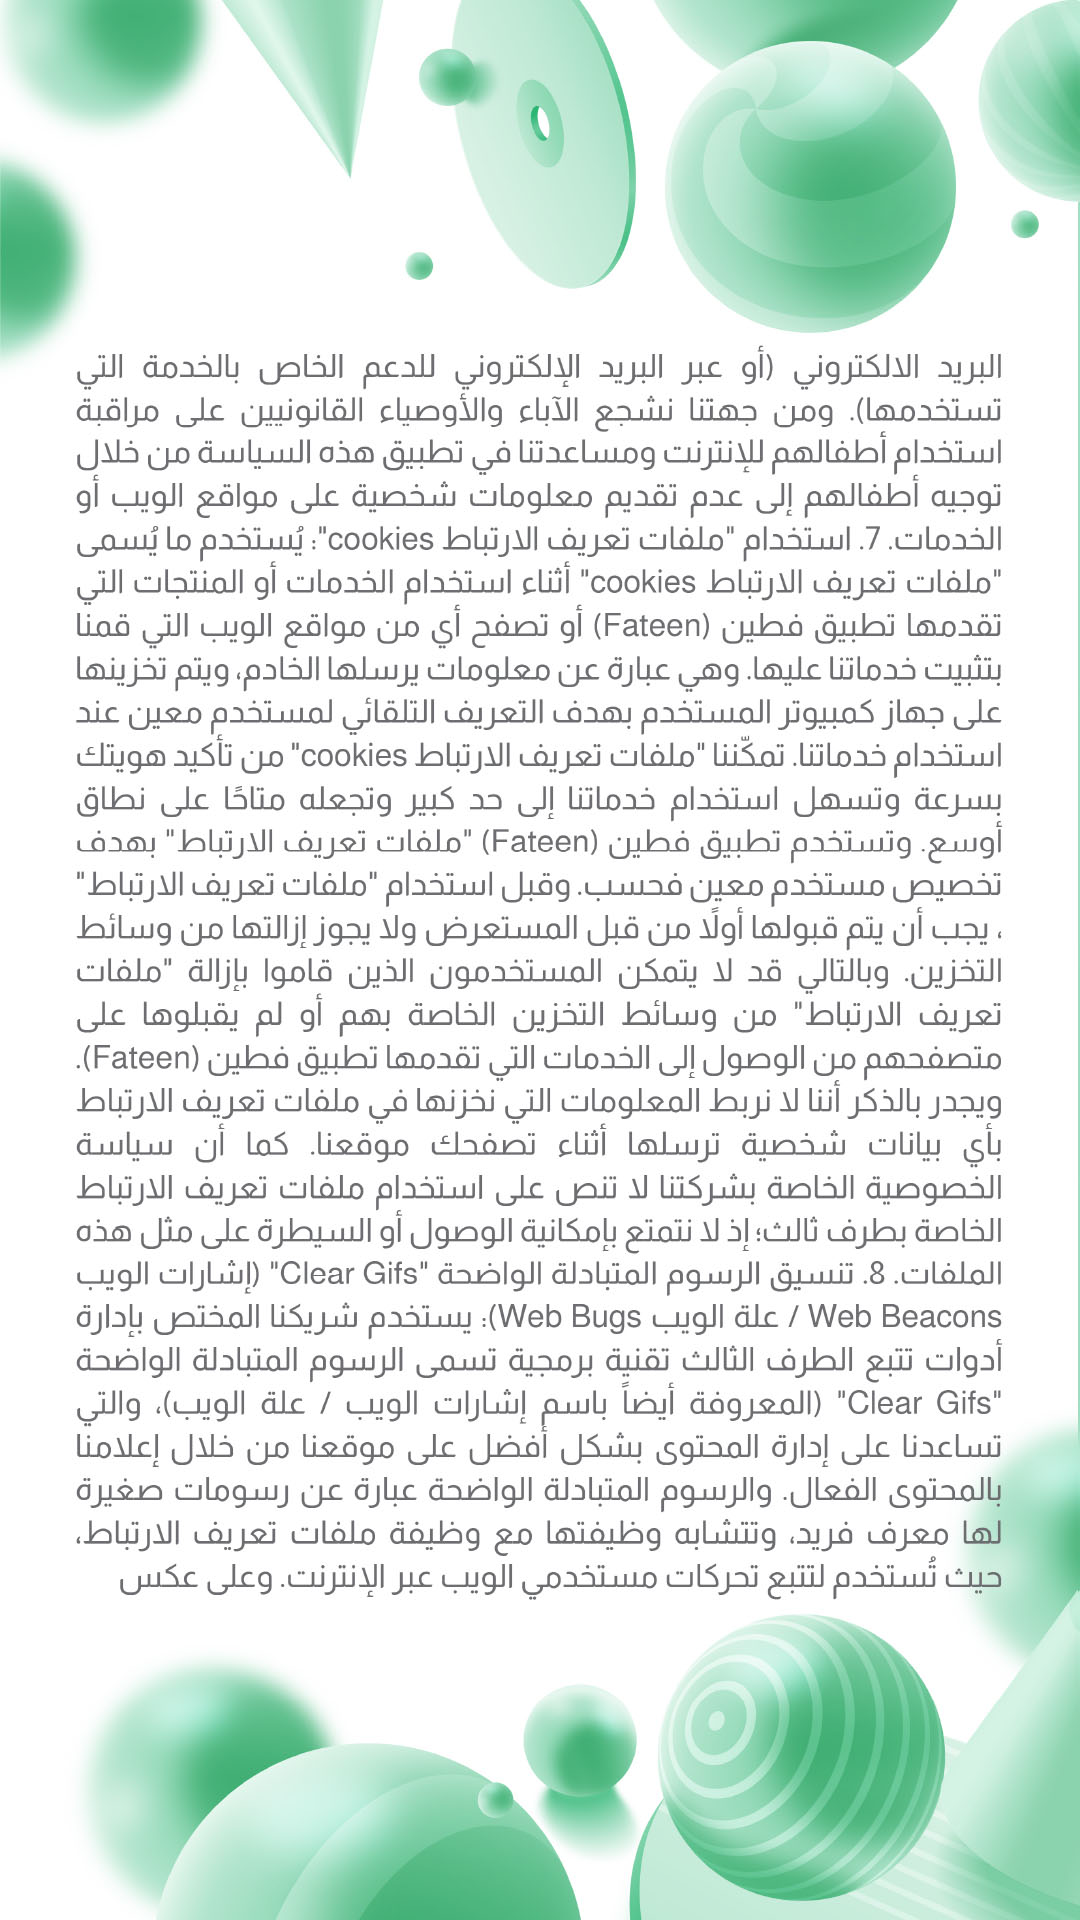 البريد الالكتروني (أو عبر البريد الإلكتروني للدعم الخاص بالخدمة التي
تستخدمها). ومن جهتنا نشجع الآباء والأوصياء القانونيين على مراقبة
استخدام أطفالهم للإنترنت ومساعدتنا في تطبيق هذه السياسة من خلال
توجيه أطفالهم إلى عدم تقديم معلومات شخصية على مواقع الويب أو
الخدمات. 7. استخدام "ملفات تعريف الارتباط cookies": يُستخدم ما يُسمى
"ملفات تعريف الارتباط cookies" أثناء استخدام الخدمات أو المنتجات التي
تقدمها تطبيق فطين (Fateen) أو تصفح أي من مواقع الويب التي قمنا
بتثبيت خدماتنا عليها. وهي عبارة عن معلومات يرسلها الخادم، ويتم تخزينها
على جهاز كمبيوتر المستخدم بهدف التعريف التلقائي لمستخدم معين عند
استخدام خدماتنا. تمكّننا "ملفات تعريف الارتباط cookies" من تأكيد هويتك
بسرعة وتسهل استخدام خدماتنا إلى حد كبير وتجعله متاحًا على نطاق
أوسع. وتستخدم تطبيق فطين (Fateen) "ملفات تعريف الارتباط" بهدف
تخصيص مستخدم معين فحسب. وقبل استخدام "ملفات تعريف الارتباط"
، يجب أن يتم قبولها أولًا من قبل المستعرض ولا يجوز إزالتها من وسائط
التخزين. وبالتالي قد لا يتمكن المستخدمون الذين قاموا بإزالة "ملفات
تعريف الارتباط" من وسائط التخزين الخاصة بهم أو لم يقبلوها على
متصفحهم من الوصول إلى الخدمات التي تقدمها تطبيق فطين (Fateen).
ويجدر بالذكر أننا لا نربط المعلومات التي نخزنها في ملفات تعريف الارتباط
بأي بيانات شخصية ترسلها أثناء تصفحك موقعنا. كما أن سياسة
الخصوصية الخاصة بشركتنا لا تنص على استخدام ملفات تعريف الارتباط
الخاصة بطرف ثالث؛ إذ لا نتمتع بإمكانية الوصول أو السيطرة على مثل هذه
الملفات. 8. تنسيق الرسوم المتبادلة الواضحة "Clear Gifs" (إشارات الويب
Web Beacons / علة الويب Web Bugs): يستخدم شريكنا المختص بإدارة
أدوات تتبع الطرف الثالث تقنية برمجية تسمى الرسوم المتبادلة الواضحة
"Clear Gifs" (المعروفة أيضاً باسم إشارات الويب / علة الويب)، والتي
تساعدنا على إدارة المحتوى بشكل أفضل على موقعنا من خلال إعلامنا
بالمحتوى الفعال. والرسوم المتبادلة الواضحة عبارة عن رسومات صغيرة
لها معرف فريد، وتتشابه وظيفتها مع وظيفة ملفات تعريف الارتباط،
حيث تُستخدم لتتبع تحركات مستخدمي الويب عبر الإنترنت. وعلى عكس